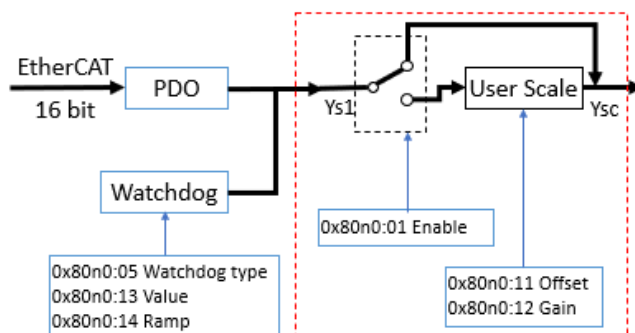 EtherCAT
16 bit
PDO
Ys1
User Scale
Ysc
Watchdog
0x80n0:01 Enable
0x80n0:05 Watchdog type
0x80n0:13 Value
0x80n0:14 Ramp
0x80n0:11 Offset
0x80n0:12 Gain